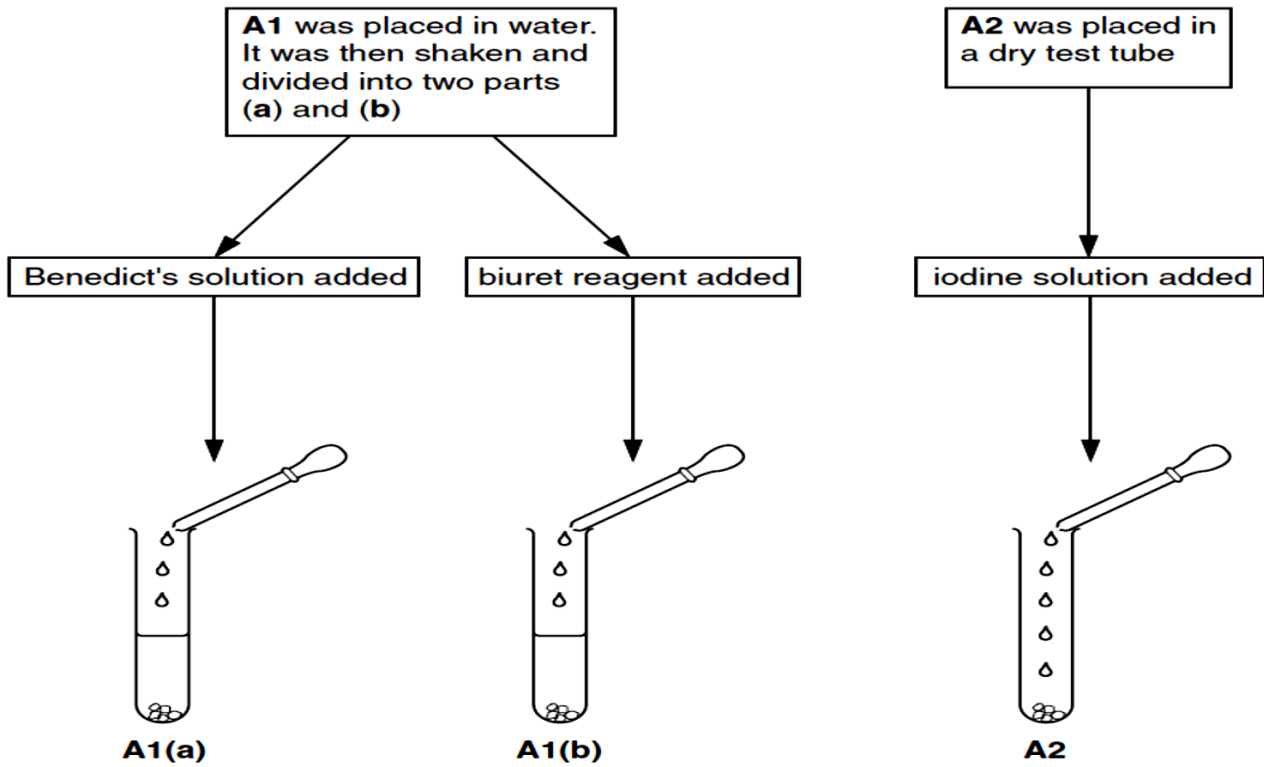 A1 was placed in water.
It was then shaken and
divided into two parts
(a) and (b)
A2 was placed in
a dry test tube
Benedict's solution added
biuret reagent added
iodine solution added
A1(a)
A1(b)
A2